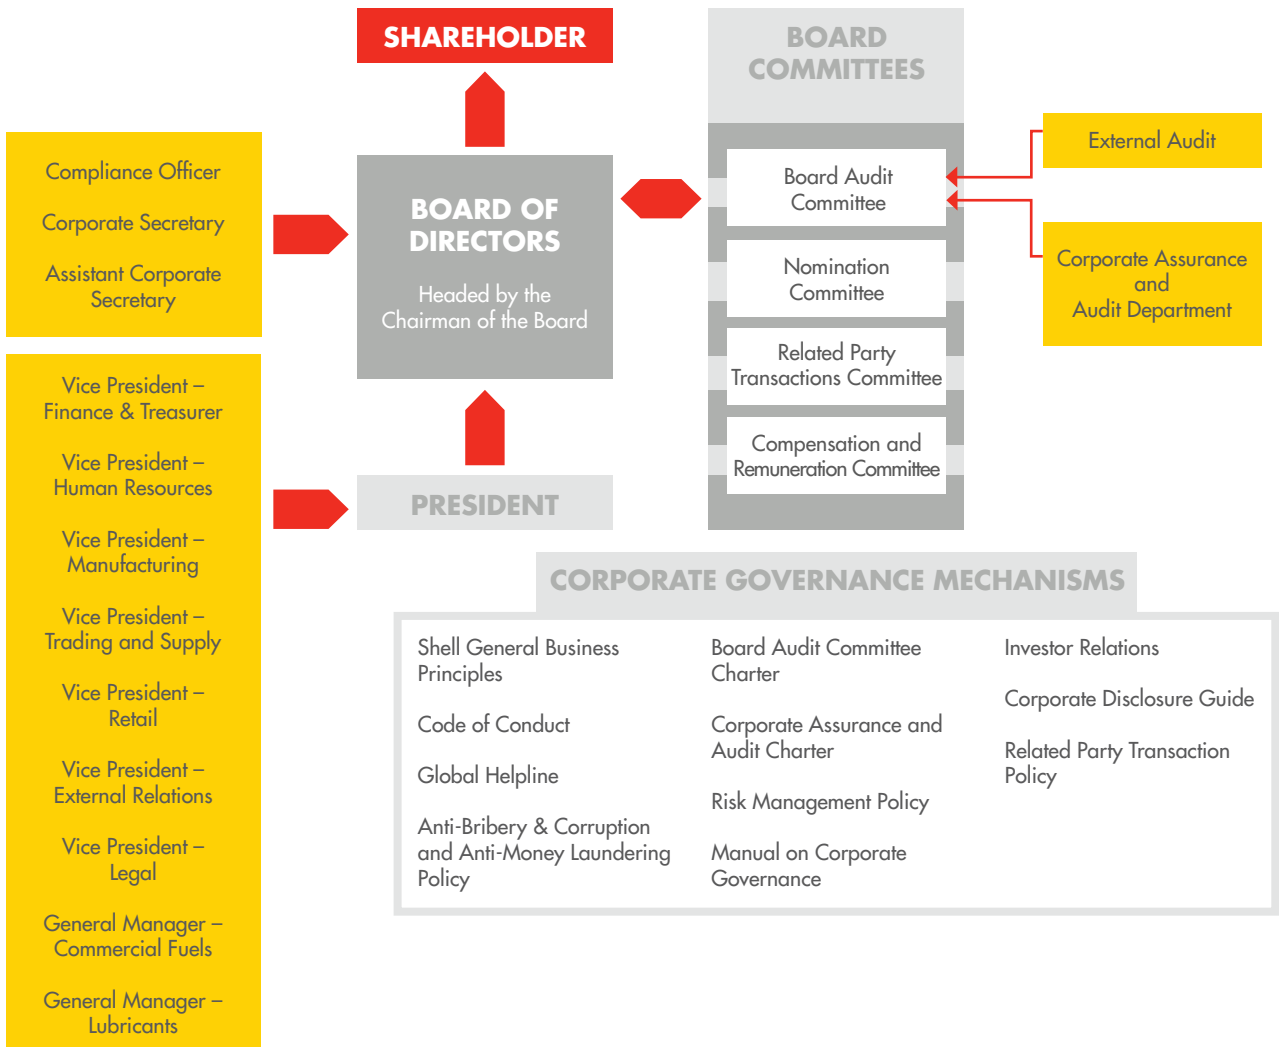 SHAREHOLDER
BOARD
COMMITTEES
Compliance Officer
Corporate Secretary
Assistant Corporate
Secretary
BOARD OF
DIRECTORS
Headed by the
Chairman of the Board
Board Audit
Committee
Nomination
Committee
Related Party
Transactions Committee
Compensation and
Remuneration Committee
External Audit
Corporate Assurance
and
Audit Department
Vice President –
Finance & Treasurer
Vice President –
Human Resources
Vice President –
Manufacturing
Vice President –
Trading and Supply
Vice President –
Retail
Vice President –
External Relations
Vice President –
Legal
General Manager –
Commercial Fuels
General Manager –
Lubricants
PRESIDENT
CORPORATE GOVERNANCE MECHANISMS
Shell General Business
Principles
Code of Conduct
Global Helpline
Anti-Bribery & Corruption
and Anti-Money Laundering
Policy
Board Audit Committee
Charter
Corporate Assurance and
Audit Charter
Risk Management Policy
Manual on Corporate
Governance
Investor Relations
Corporate Disclosure Guide
Related Party Transaction
Policy